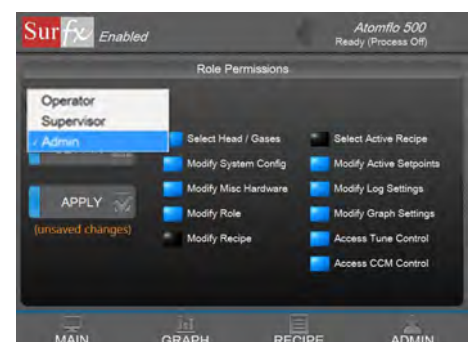 Surfx Enabled
Atomflo 500
Ready (Process Off)
Role Permissions
Operator
Supervisor
Admin
Select Head / Gases
Modify System Config
Modify Misc Hardware
Modify Role
Modify Recipe
Select Active Recipe
Modify Active Setpoints
Modify Log Settings
Modify Graph Settings
Access Tune Control
Access CCM Control
APPLY
(unsaved changes)
MAIN
GRAPH
RECIPE
ADMIN